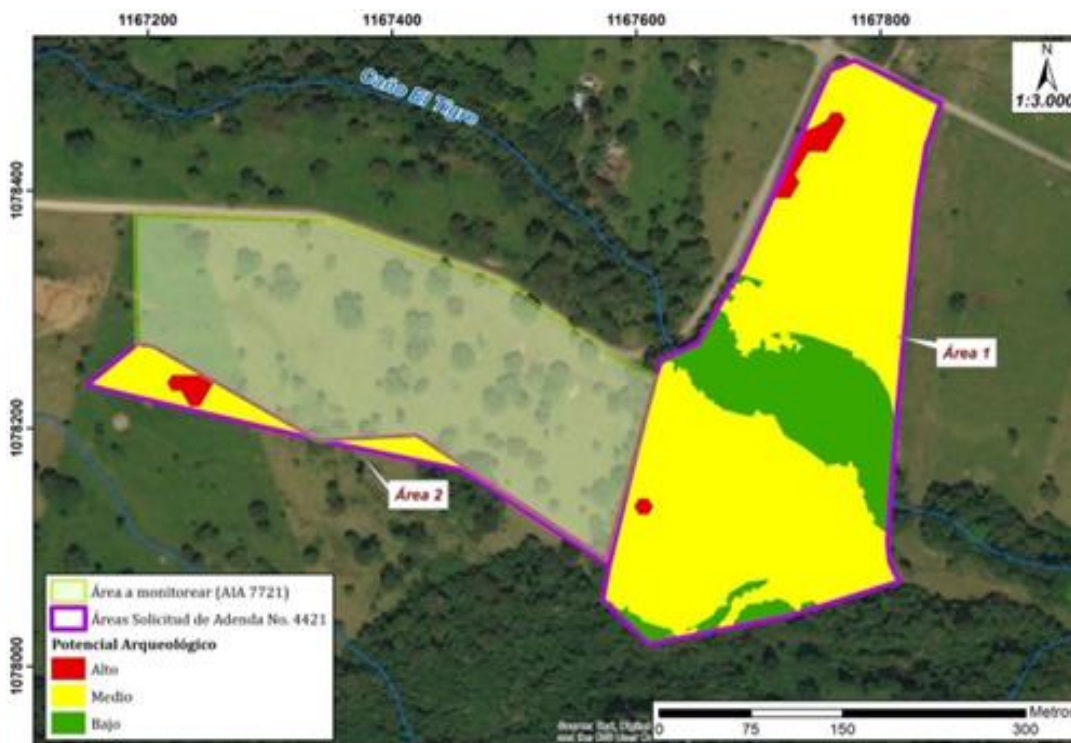 1167200 1167400 1167600 1167800
N
1:3.000
Caño El Tigre
1078400
1078200
1078000
Área 1
Área 2
Área a monitorear (AIA 7721)
Áreas Solicitud de Adenda No. 4421
Potencial Arqueológico
Alto
Medio
Bajo
Metros
0 75 150 300